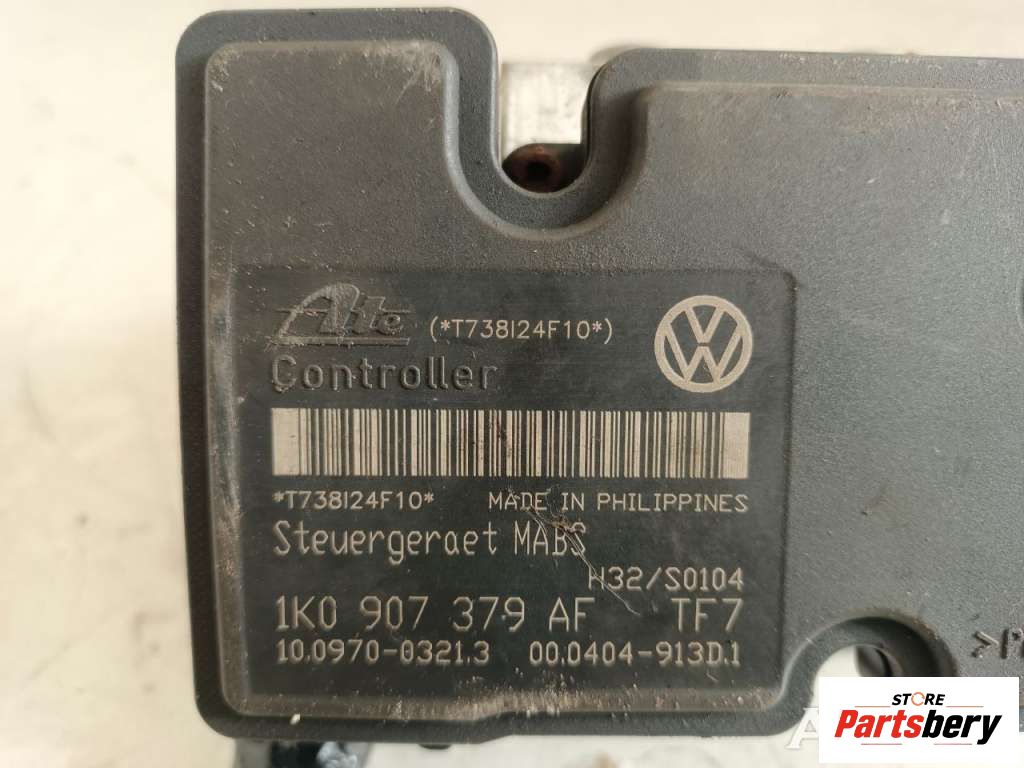 Ate (*T738I24F10*)
Controller
*T738I24F10* MADE IN PHILIPPINES
Steuergeraet MABS
H32/S0104
1K0 907 379 AF TF7
10.0970-0321.3 00.0404-913D.1
STORE
Partsbery